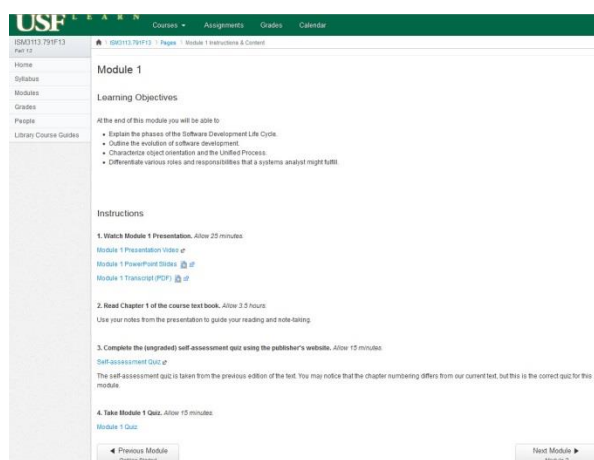 USF LEARN
Courses Assignments Grades Calendar
ISM3113.791F13
Fall 13
Home
Syllabus
Modules
Grades
People
Library Course Guides
ISM3113.791F13 Pages Module 1 Instructions & Content
Module 1
Learning Objectives
At the end of this module you will be able to
Explain the phases of the Software Development Life Cycle.
Outline the evolution of software development.
Characterize object orientation and the Unified Process.
Differentiate various roles and responsibilities that a systems analyst might fulfill.
Instructions
1. Watch Module 1 Presentation. Allow 25 minutes.
Module 1 Presentation Video
Module 1 PowerPoint Slides
Module 1 Transcript (PDF)
2. Read Chapter 1 of the course text book. Allow 3.5 hours.
Use your notes from the presentation to guide your reading and note-taking.
3. Complete the (ungraded) self-assessment quiz using the publisher's website. Allow 15 minutes.
Self-assessment Quiz
The self-assessment quiz is taken from the previous edition of the text. You may notice that the chapter numbering differs from our current text, but this is the correct quiz for this
module.
4. Take Module 1 Quiz. Allow 15 minutes.
Module 1 Quiz
Previous Module
Next Module